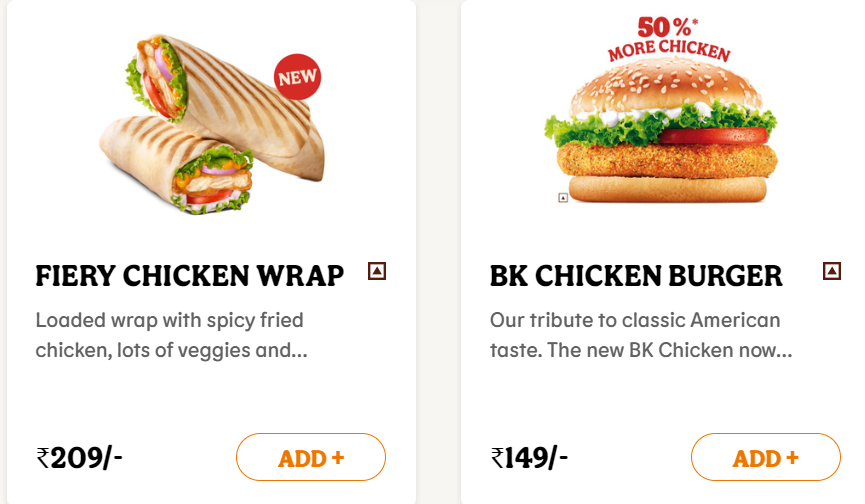 NEW
FIERY CHICKEN WRAP
Loaded wrap with spicy fried
chicken, lots of veggies and...
₹209/-
ADD +
50%*
MORE CHICKEN
BK CHICKEN BURGER
Our tribute to classic American
taste. The new BK Chicken now...
₹149/-
ADD +